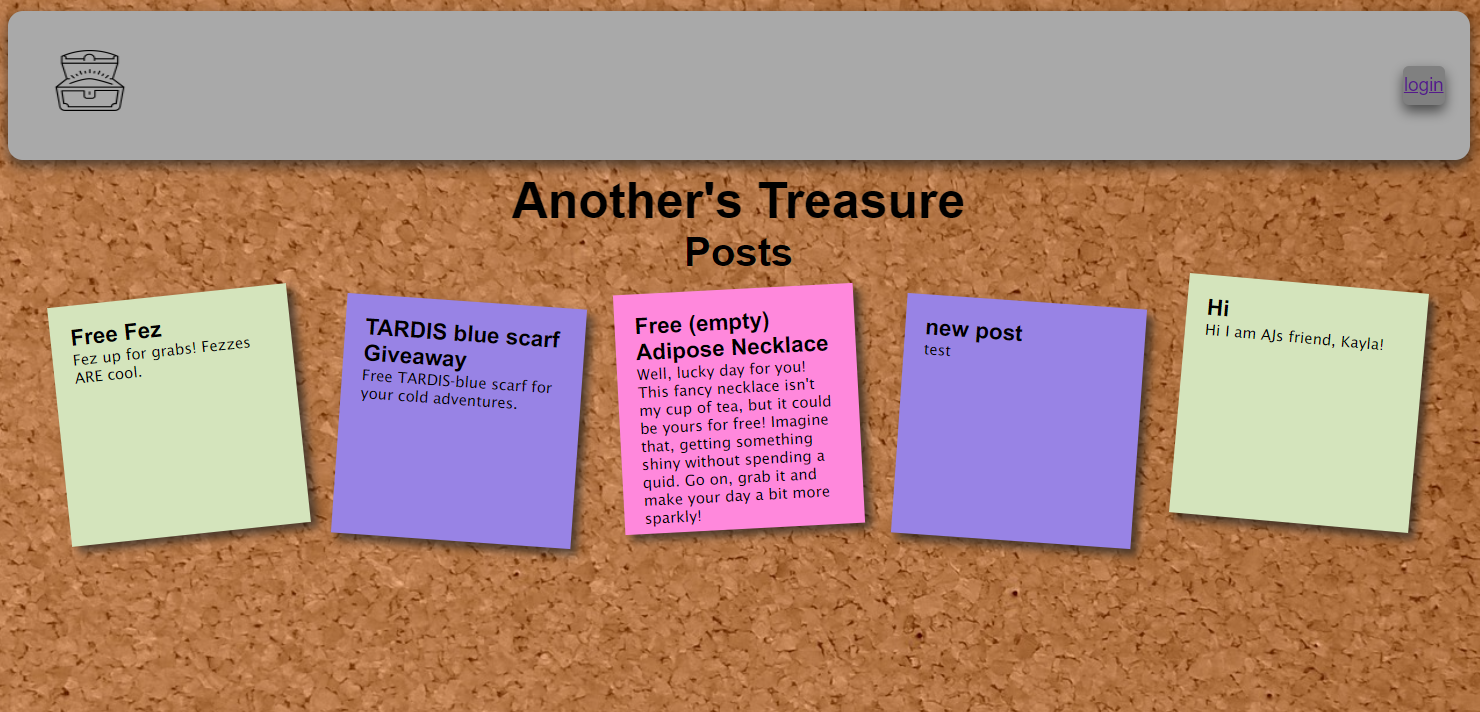 login
Another's Treasure
Posts
Free Fez
Fez up for grabs! Fezzes
ARE cool.
TARDIS blue scarf
Giveaway
Free TARDIS-blue scarf for
your cold adventures.
Free (empty)
Adipose Necklace
Well, lucky day for you!
This fancy necklace isn't
my cup of tea, but it could
be yours for free! Imagine
that, getting something
shiny without spending a
quid. Go on, grab it and
make your day a bit more
sparkly!
new post
test
Hi
Hi I am AJs friend, Kayla!